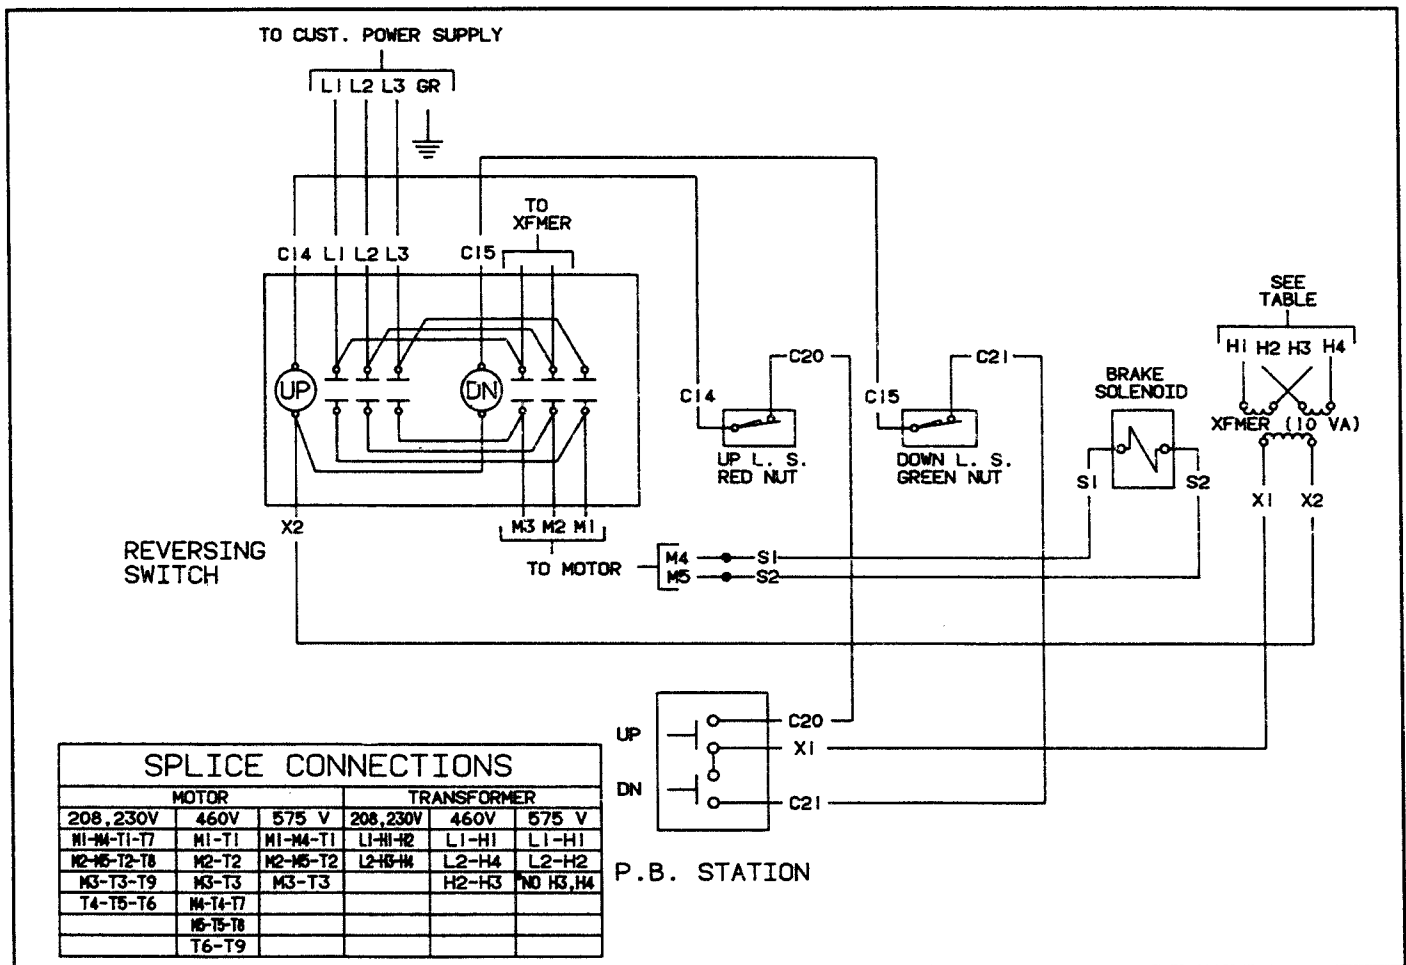 TO CUST. POWER SUPPLY
L1 L2 L3 GR
TO
XFMER
C14 L1 L2 L3 C15
SEE
TABLE
H1 H2 H3 H4
C20 C21
BRAKE
SOLENOID
UP DN
C14 C15
XFMER (10 VA)
UP L. S.
RED NUT
DOWN L. S.
GREEN NUT
S1 S2
X1 X2
X2
M3 M2 M1
REVERSING
SWITCH
TO MOTOR
M4 S1
M5 S2
UP
C20
X1
DN
C21
P.B. STATION
SPLICE CONNECTIONS
MOTOR TRANSFORMER
208,230V 460V 575 V 208,230V 460V 575 V
M1-M4-T1-T7 M1-T1 M1-M4-T1 L1-H1-H2 L1-H1 L1-H1
M2-M5-T2-T8 M2-T2 M2-M5-T2 L2-H3-H4 L2-H4 L2-H2
M3-T3-T9 M3-T3 M3-T3 H2-H3 *NO H3,H4
T4-T5-T6 M4-T4-T7
M5-T5-T8
T6-T9